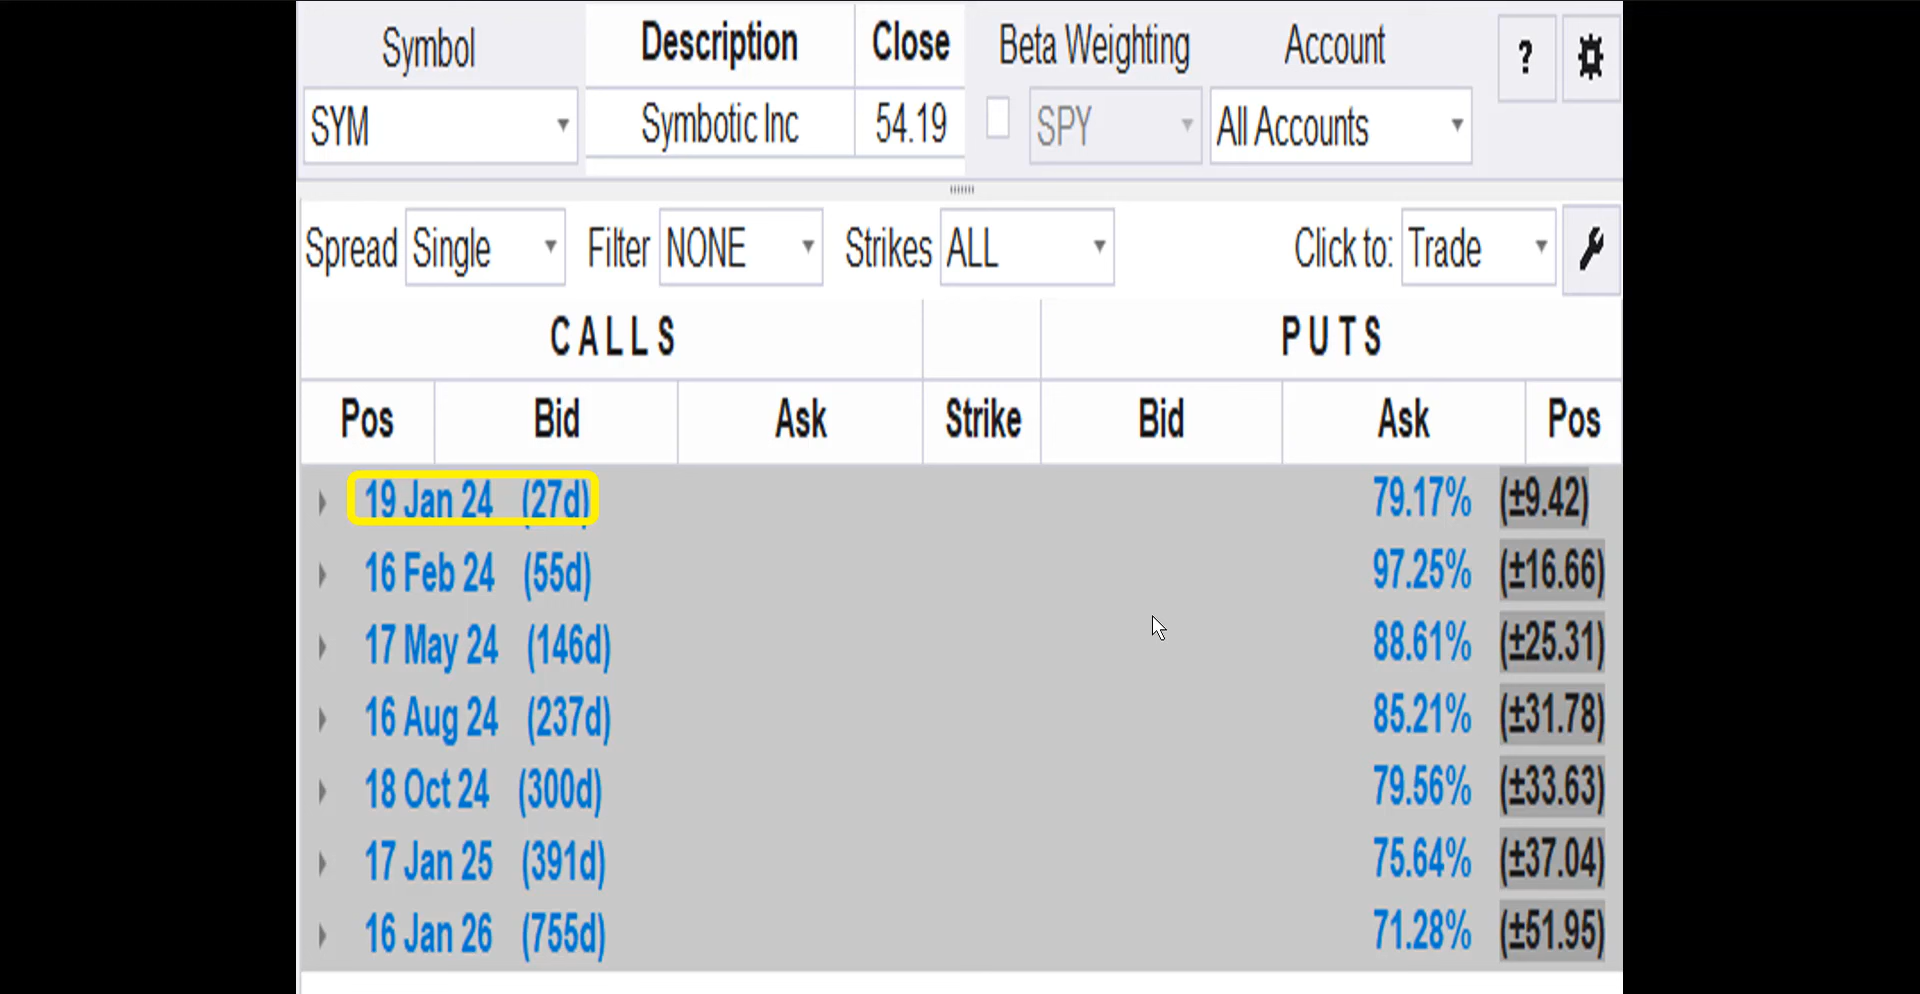 Symbol Description Close Beta Weighting Account ?
SYM Symbotic Inc 54.19 SPY All Accounts
Spread Single Filter NONE Strikes ALL Click to: Trade
CALLS PUTS
Pos Bid Ask Strike Bid Ask Pos
19 Jan 24 (27d) 79.17% (±9.42)
16 Feb 24 (55d) 97.25% (±16.66)
17 May 24 (146d) 88.61% (±25.31)
16 Aug 24 (237d) 85.21% (±31.78)
18 Oct 24 (300d) 79.56% (±33.63)
17 Jan 25 (391d) 75.64% (±37.04)
16 Jan 26 (755d) 71.28% (±51.95)